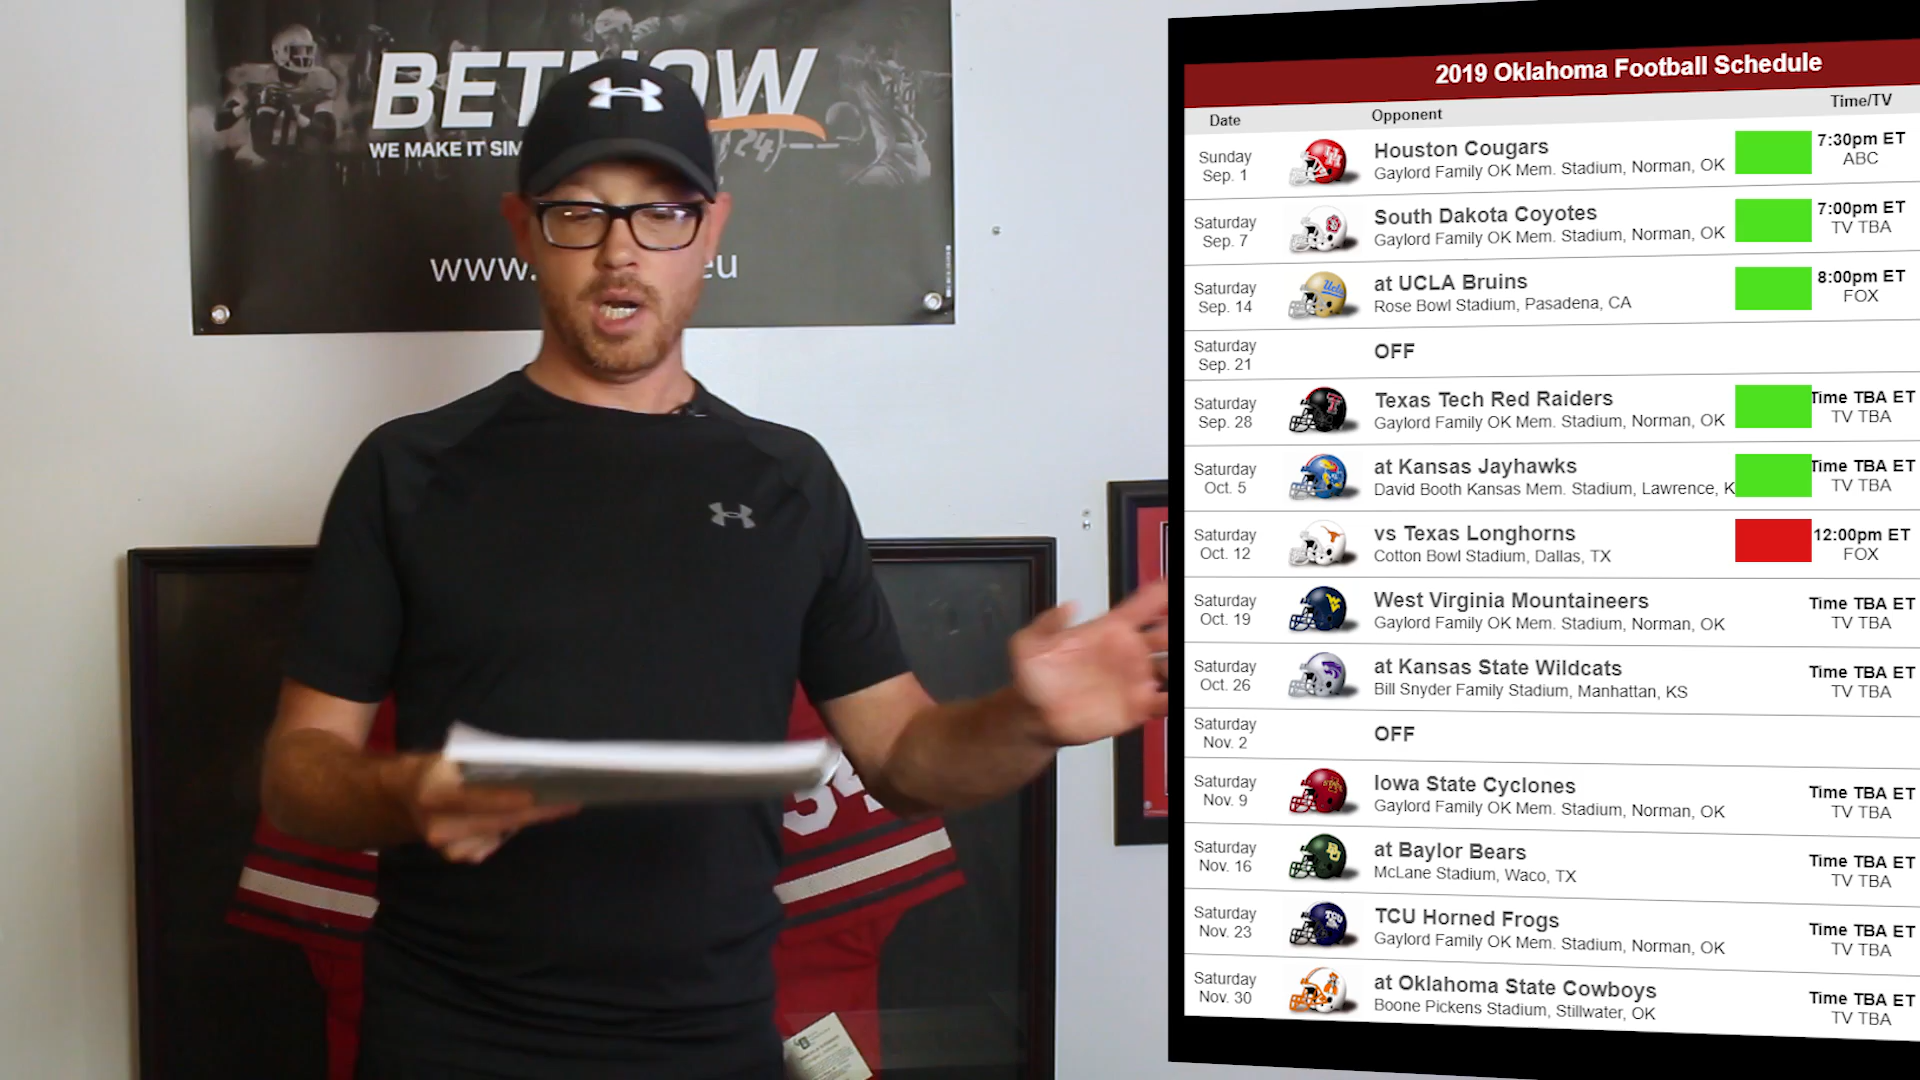 BETNOW
WE MAKE IT SIM
www. eu
34
2019 Oklahoma Football Schedule
Date Opponent Time/TV
Sunday
Sep. 1
Houston Cougars
Gaylord Family OK Mem. Stadium, Norman, OK
7:30pm ET
ABC
Saturday
Sep. 7
South Dakota Coyotes
Gaylord Family OK Mem. Stadium, Norman, OK
7:00pm ET
TV TBA
Saturday
Sep. 14
at UCLA Bruins
Rose Bowl Stadium, Pasadena, CA
8:00pm ET
FOX
Saturday
Sep. 21
OFF
Saturday
Sep. 28
Texas Tech Red Raiders
Gaylord Family OK Mem. Stadium, Norman, OK
Time TBA ET
TV TBA
Saturday
Oct. 5
at Kansas Jayhawks
David Booth Kansas Mem. Stadium, Lawrence, K
Time TBA ET
TV TBA
Saturday
Oct. 12
vs Texas Longhorns
Cotton Bowl Stadium, Dallas, TX
12:00pm ET
FOX
Saturday
Oct. 19
West Virginia Mountaineers
Gaylord Family OK Mem. Stadium, Norman, OK
Time TBA ET
TV TBA
Saturday
Oct. 26
at Kansas State Wildcats
Bill Snyder Family Stadium, Manhattan, KS
Time TBA ET
TV TBA
Saturday
Nov. 2
OFF
Saturday
Nov. 9
Iowa State Cyclones
Gaylord Family OK Mem. Stadium, Norman, OK
Time TBA ET
TV TBA
Saturday
Nov. 16
at Baylor Bears
McLane Stadium, Waco, TX
Time TBA ET
TV TBA
Saturday
Nov. 23
TCU Horned Frogs
Gaylord Family OK Mem. Stadium, Norman, OK
Time TBA ET
TV TBA
Saturday
Nov. 30
at Oklahoma State Cowboys
Boone Pickens Stadium, Stillwater, OK
Time TBA ET
TV TBA